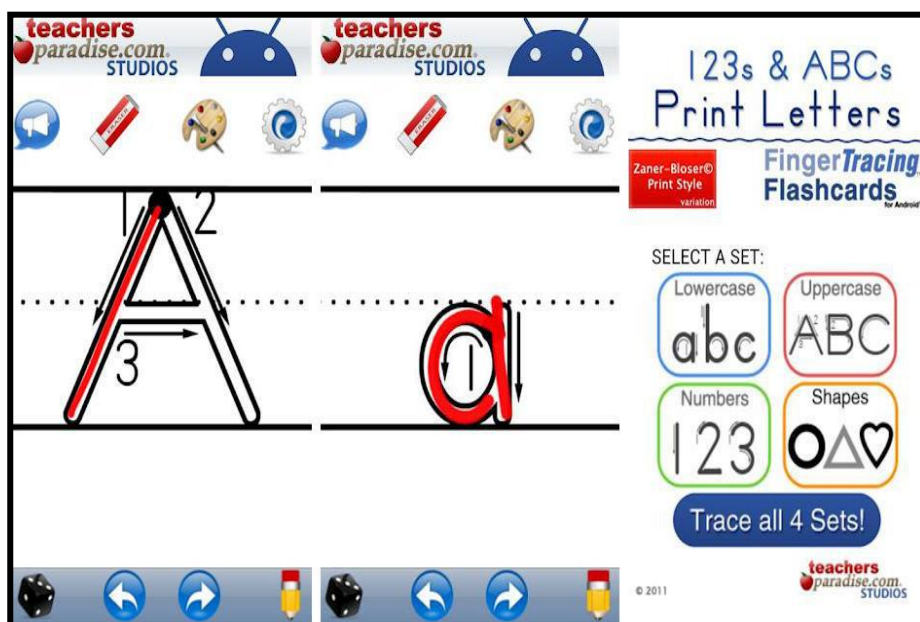 teachers
paradise.com®
STUDIOS
ERASER
1 2
A
3
teachers
paradise.com®
STUDIOS
ERASER
a
1
123s & ABCs
Print Letters
Zaner-Bloser©
Print Style
variation
FingerTracing™
Flashcards
for Android™
SELECT A SET:
Lowercase
abc
Uppercase
ABC
Numbers
123
Shapes
Trace all 4 Sets!
© 2011
teachers
paradise.com®
STUDIOS